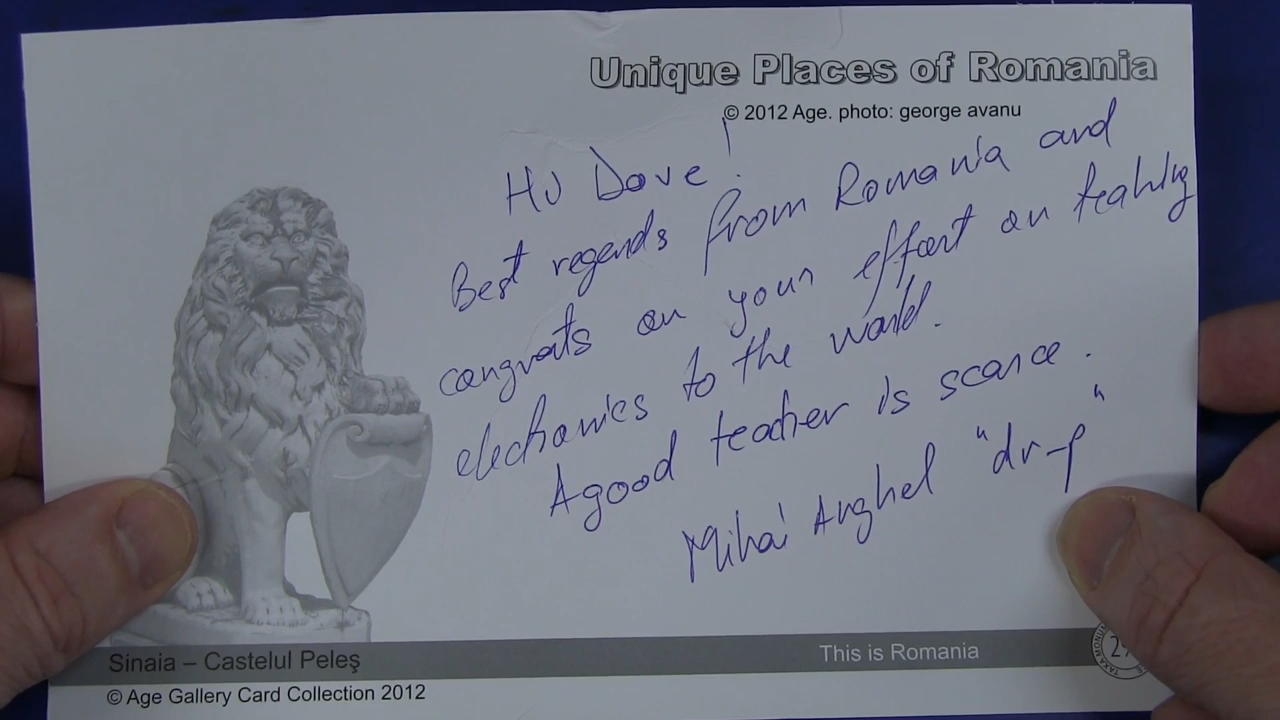 Unique Places of Romania
© 2012 Age. photo: george avanu
Hi Dave!
Best regards from Romania and
congrats on your effort on teahing
electronics to the world.
A good teacher is scarce.
Mihai Anghel "dr-p"
Sinaia – Castelul Peleş
This is Romania
© Age Gallery Card Collection 2012